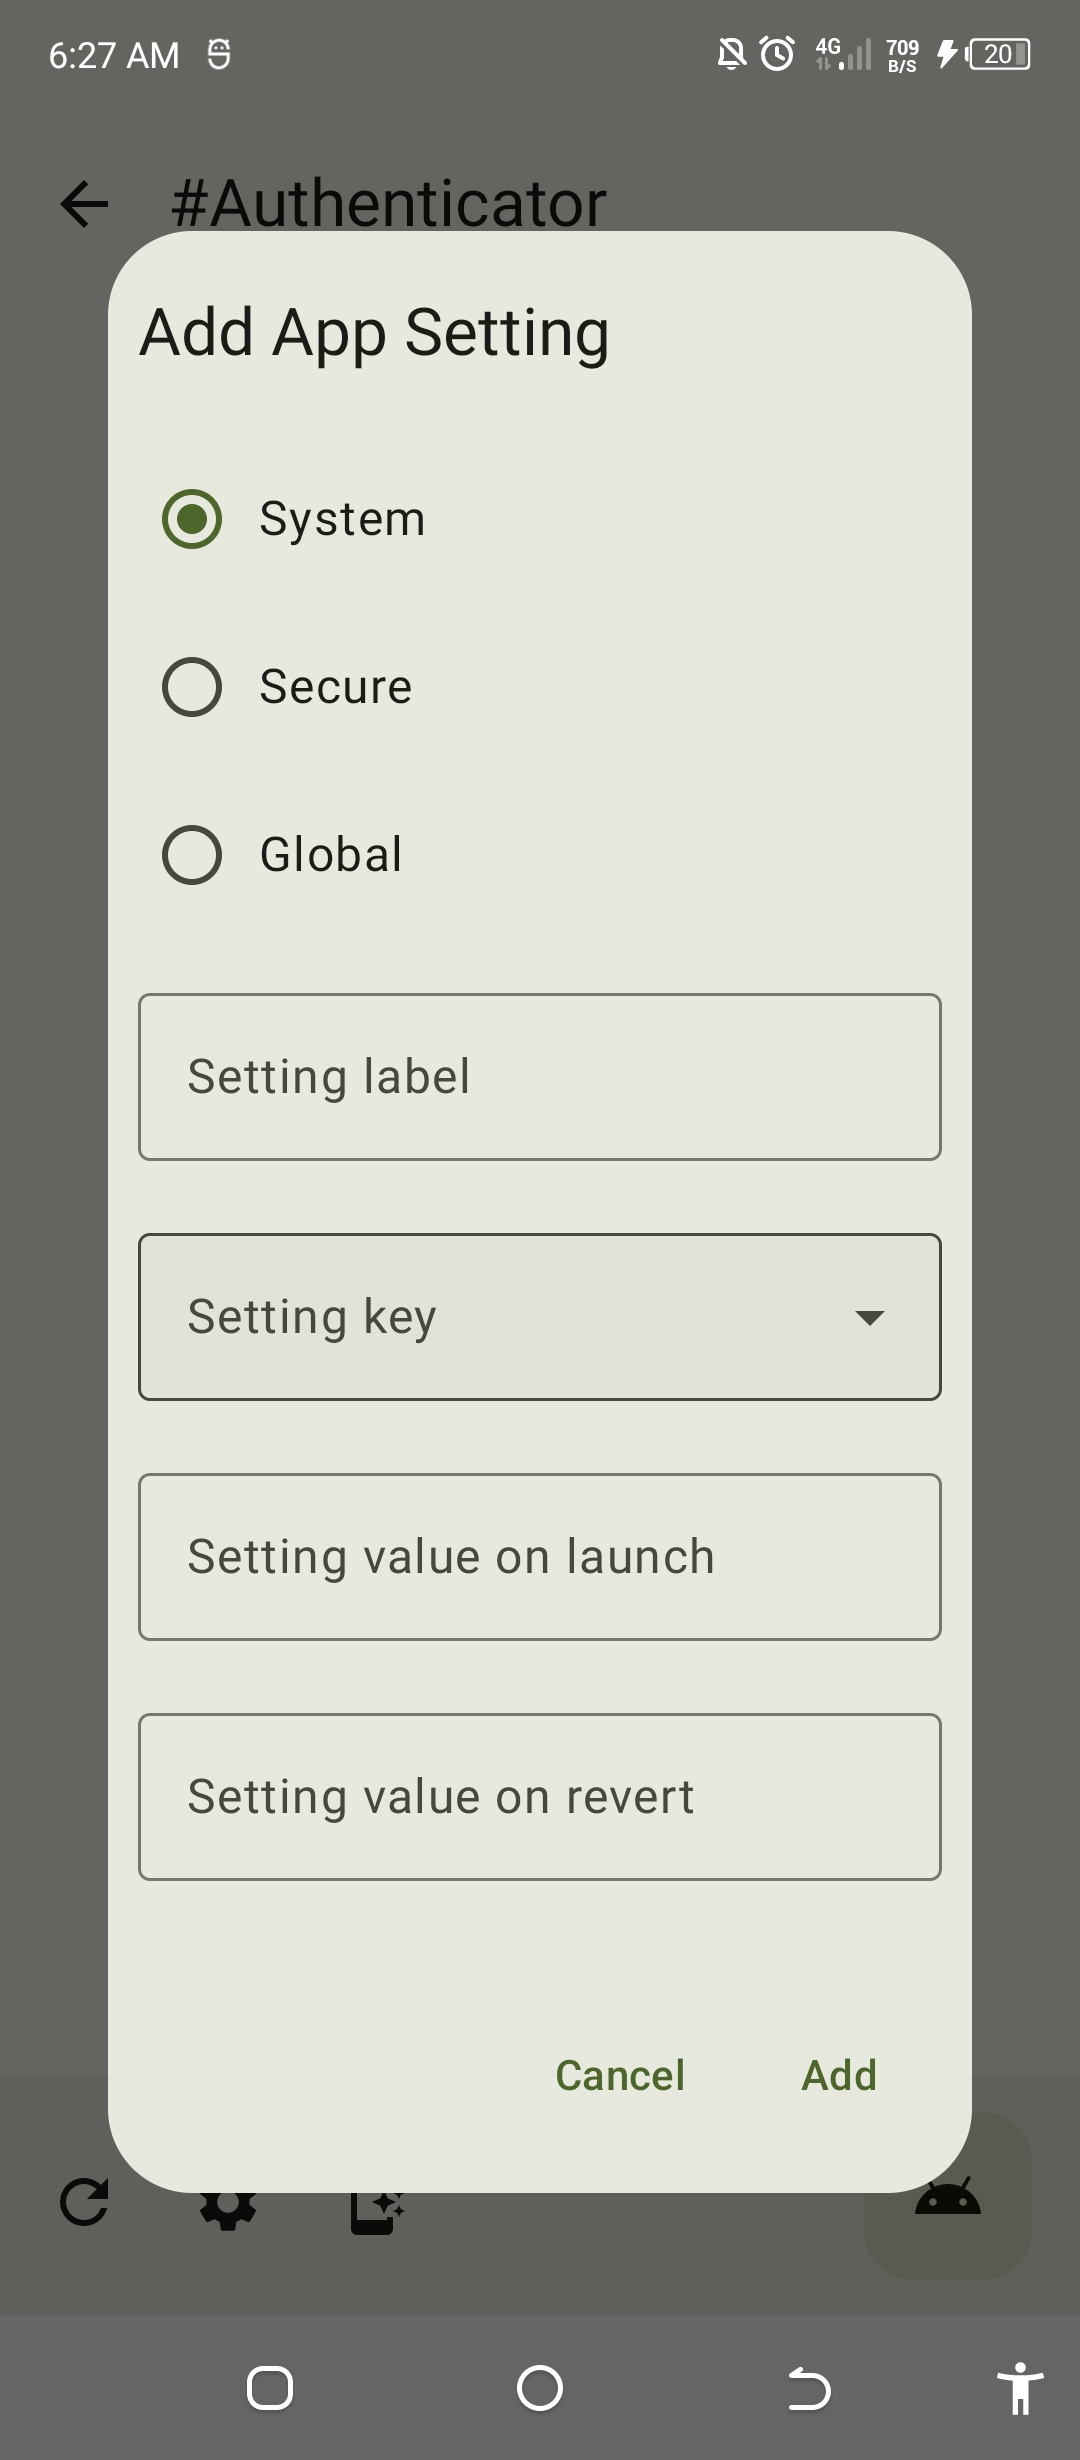 6:27 AM
4G
709
B/S
20
#Authenticator
Add App Setting
System
Secure
Global
Setting label
Setting key
Setting value on launch
Setting value on revert
Cancel
Add